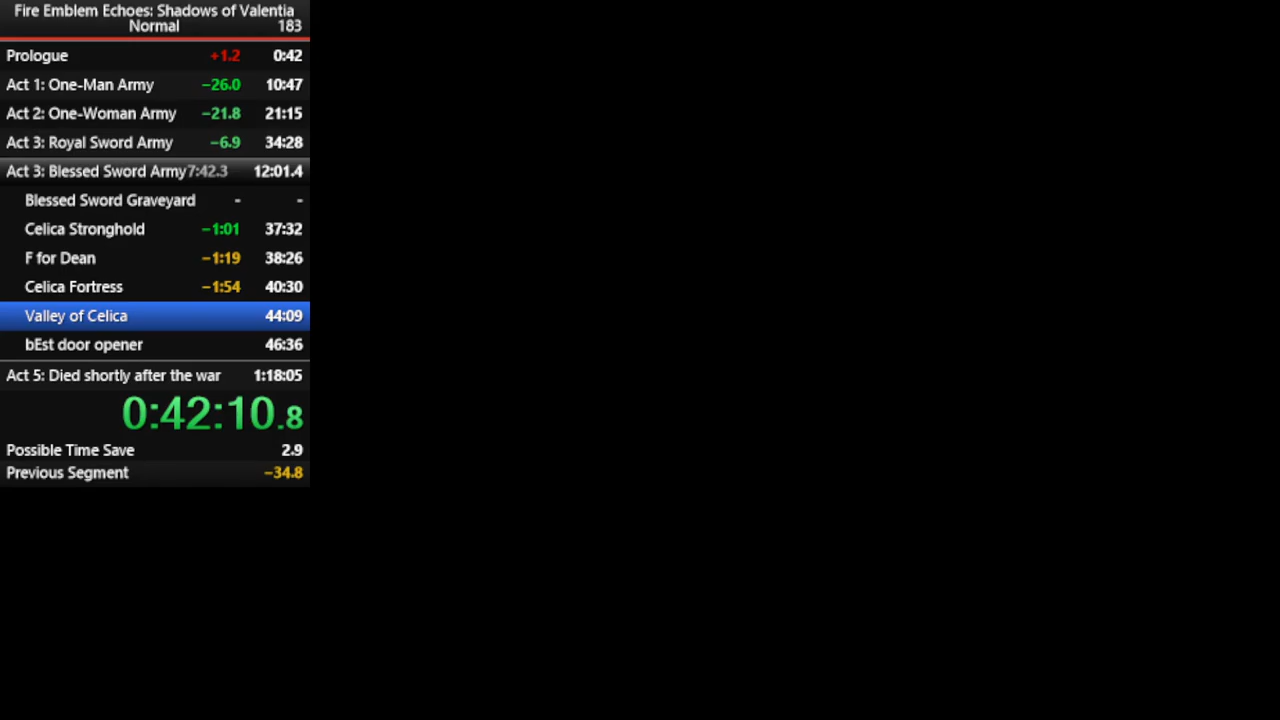 Fire Emblem Echoes: Shadows of Valentia
Normal 183
Prologue +1.2 0:42
Act 1: One-Man Army −26.0 10:47
Act 2: One-Woman Army −21.8 21:15
Act 3: Royal Sword Army −6.9 34:28
Act 3: Blessed Sword Army 7:42.3 12:01.4
Blessed Sword Graveyard - -
Celica Stronghold −1:01 37:32
F for Dean −1:19 38:26
Celica Fortress −1:54 40:30
Valley of Celica 44:09
bEst door opener 46:36
Act 5: Died shortly after the war 1:18:05
0:42:10.8
Possible Time Save 2.9
Previous Segment −34.8